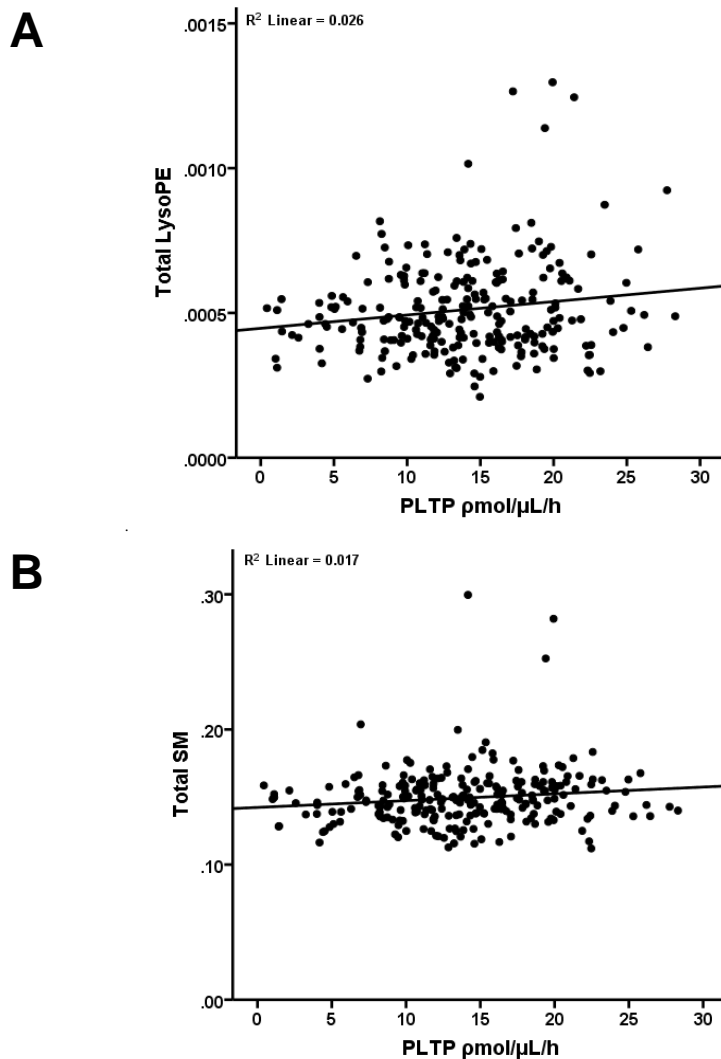 A
R² Linear = 0.026
.0015
.0010
.0005
.0000
Total LysoPE
0 5 10 15 20 25 30
PLTP ρmol/µL/h
B
R² Linear = 0.017
.30
.20
.10
.00
Total SM
0 5 10 15 20 25 30
PLTP ρmol/µL/h